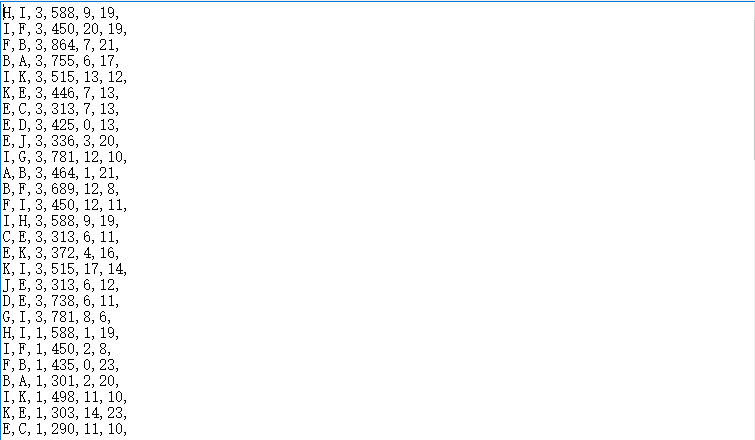 H,I,3,588,9,19,
I,F,3,450,20,19,
F,B,3,864,7,21,
B,A,3,755,6,17,
I,K,3,515,13,12,
K,E,3,446,7,13,
E,C,3,313,7,13,
E,D,3,425,0,13,
E,J,3,336,3,20,
I,G,3,781,12,10,
A,B,3,464,1,21,
B,F,3,689,12,8,
F,I,3,450,12,11,
I,H,3,588,9,19,
C,E,3,313,6,11,
E,K,3,372,4,16,
K,I,3,515,17,14,
J,E,3,313,6,12,
D,E,3,738,6,11,
G,I,3,781,8,6,
H,I,1,588,1,19,
I,F,1,450,2,8,
F,B,1,435,0,23,
B,A,1,301,2,20,
I,K,1,498,11,10,
K,E,1,303,14,23,
E,C,1,290,11,10,